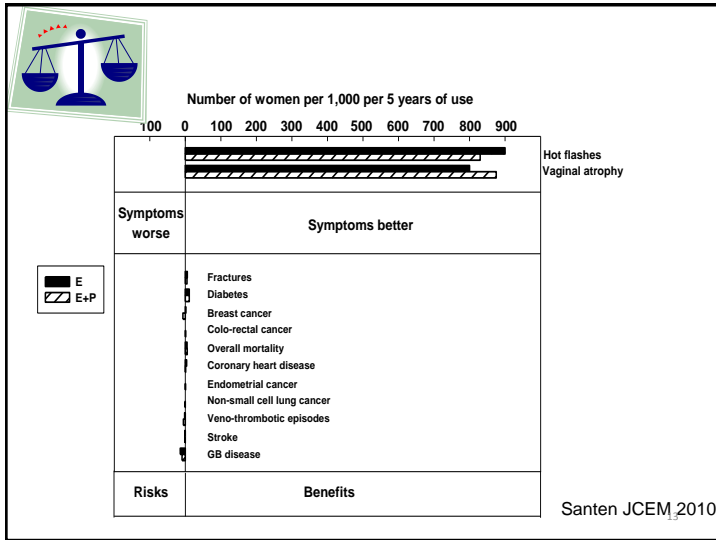 Number of women per 1,000 per 5 years of use
100 0 100 200 300 400 500 600 700 800 900
Hot flashes
Vaginal atrophy
Symptoms worse
Symptoms better
E
E+P
Fractures
Diabetes
Breast cancer
Colo-rectal cancer
Overall mortality
Coronary heart disease
Endometrial cancer
Non-small cell lung cancer
Veno-thrombotic episodes
Stroke
GB disease
Risks
Benefits
Santen JCEM 2010
13